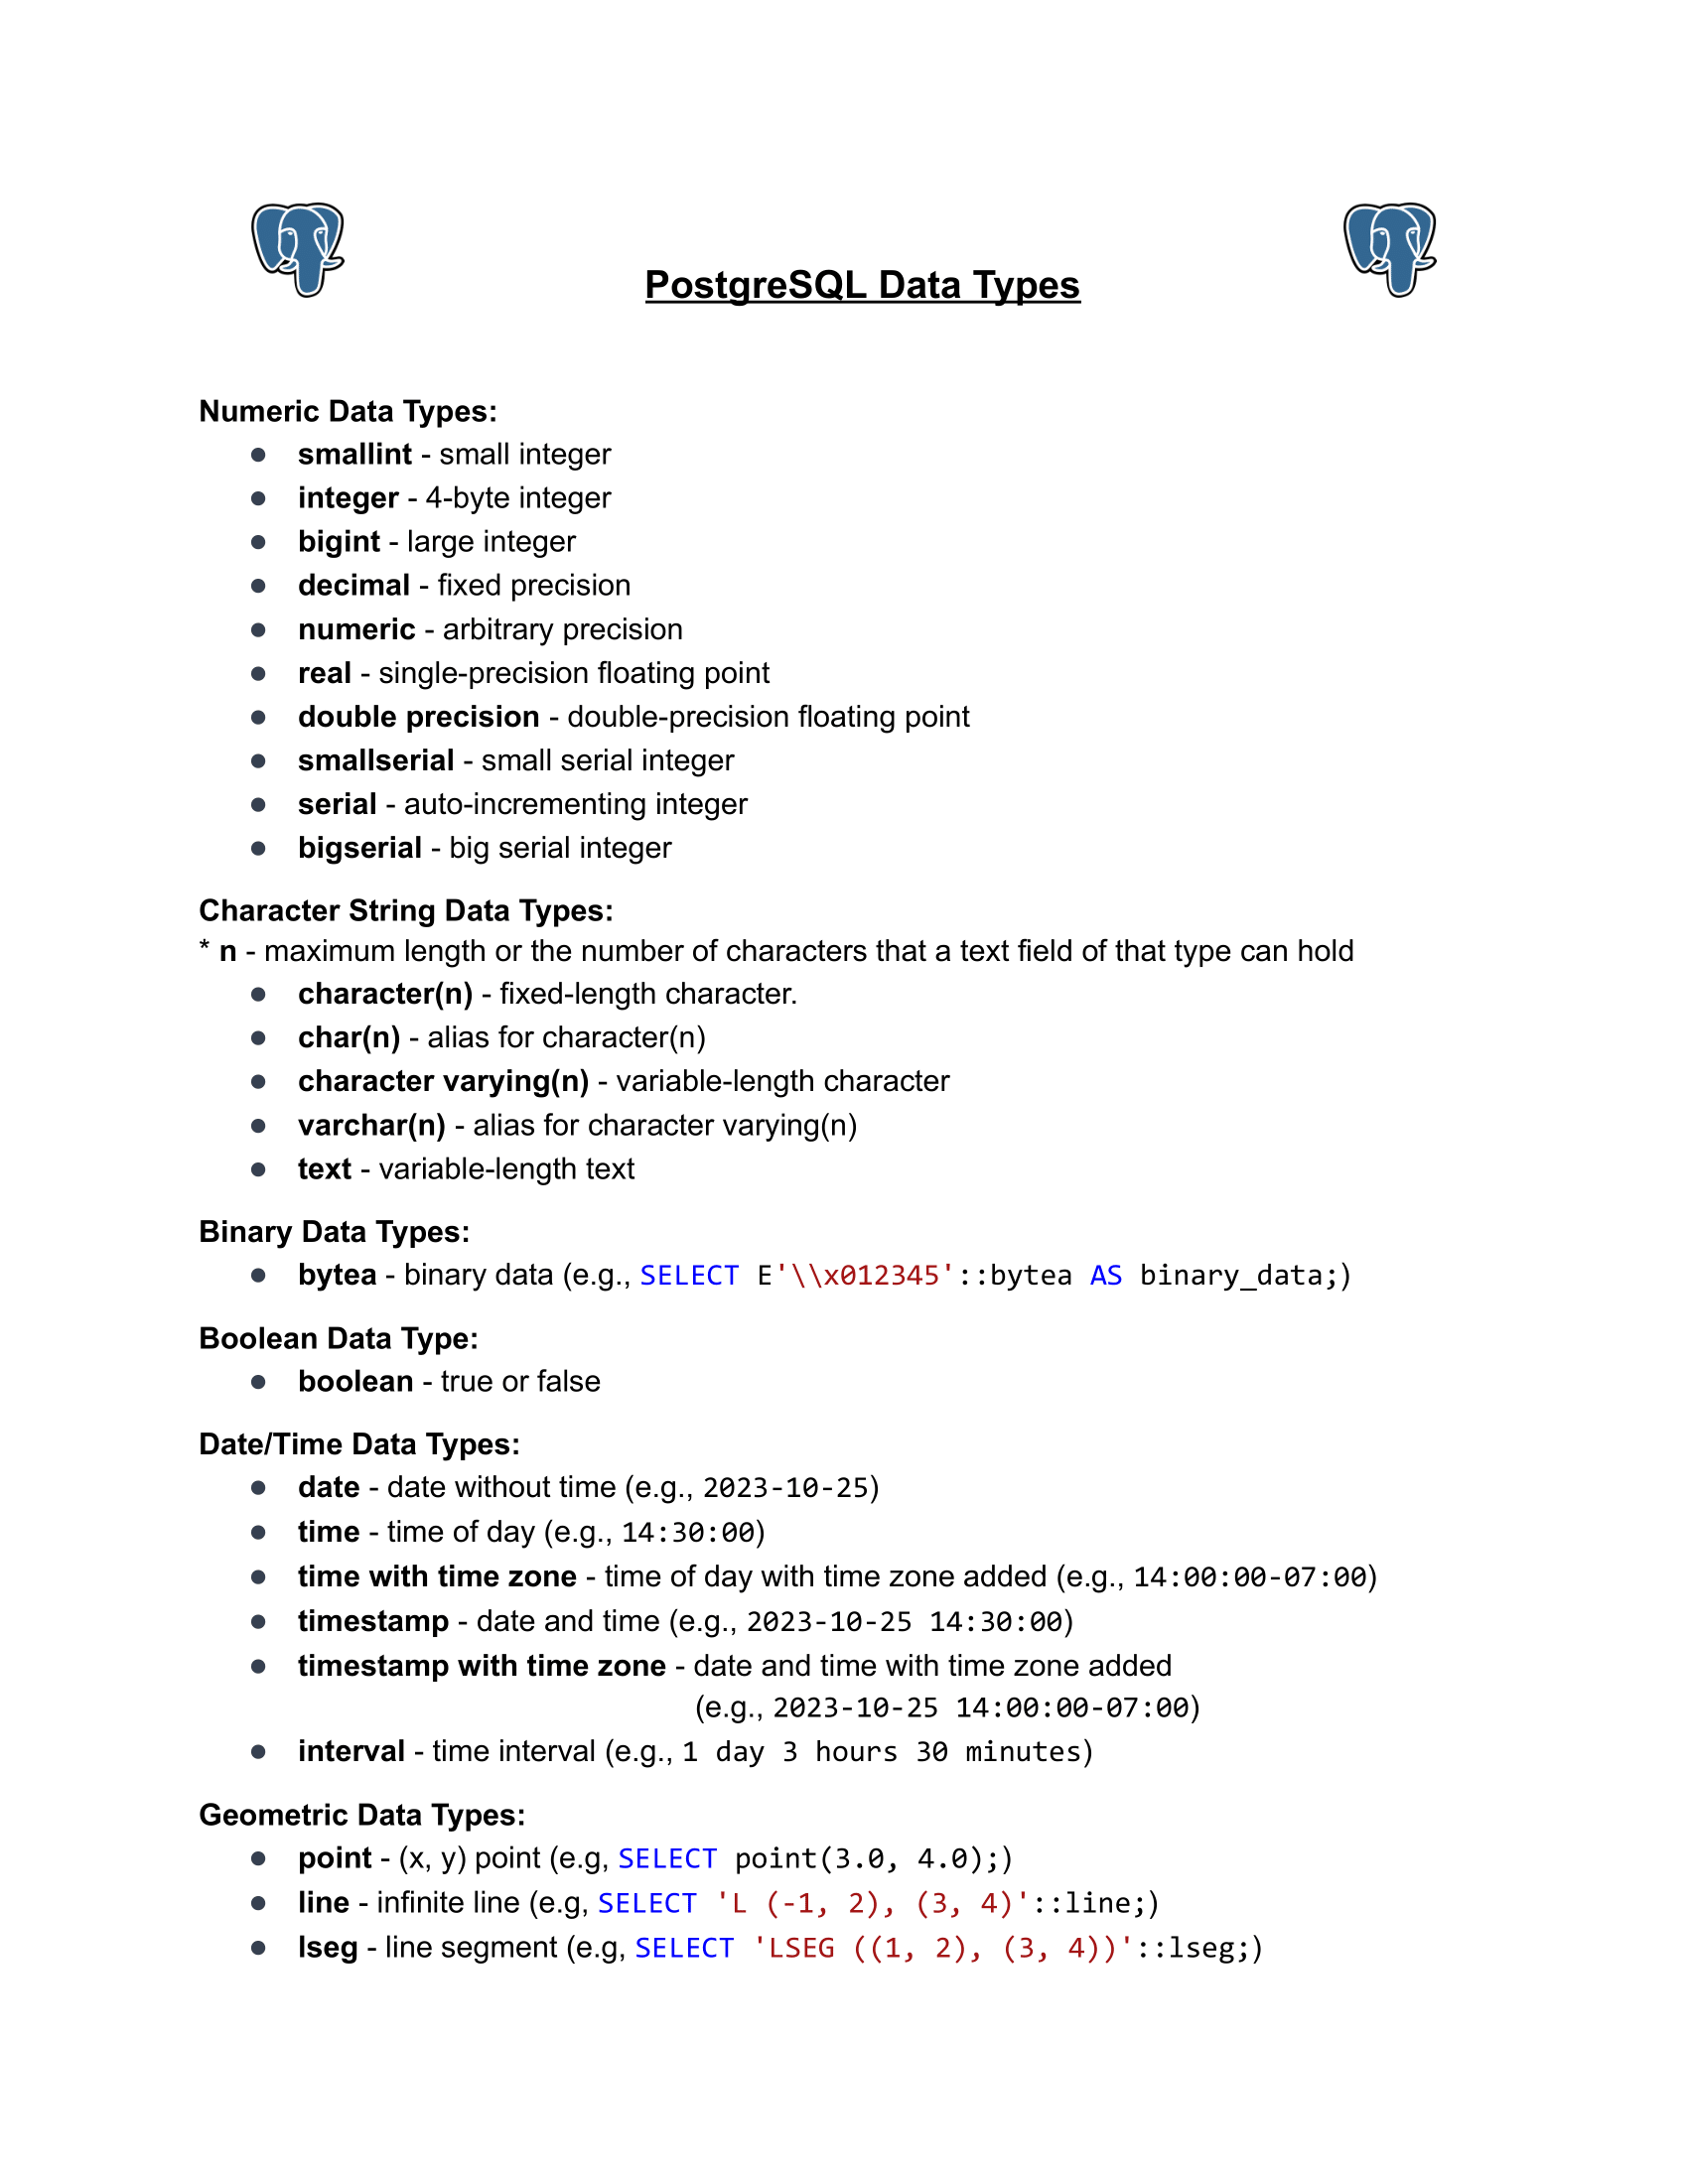 PostgreSQL Data Types
Numeric Data Types:
● smallint - small integer
● integer - 4-byte integer
● bigint - large integer
● decimal - fixed precision
● numeric - arbitrary precision
● real - single-precision floating point
● double precision - double-precision floating point
● smallserial - small serial integer
● serial - auto-incrementing integer
● bigserial - big serial integer
Character String Data Types:
* n - maximum length or the number of characters that a text field of that type can hold
● character(n) - fixed-length character.
● char(n) - alias for character(n)
● character varying(n) - variable-length character
● varchar(n) - alias for character varying(n)
● text - variable-length text
Binary Data Types:
● bytea - binary data (e.g., SELECT E'\\x012345'::bytea AS binary_data;)
Boolean Data Type:
● boolean - true or false
Date/Time Data Types:
● date - date without time (e.g., 2023-10-25)
● time - time of day (e.g., 14:30:00)
● time with time zone - time of day with time zone added (e.g., 14:00:00-07:00)
● timestamp - date and time (e.g., 2023-10-25 14:30:00)
● timestamp with time zone - date and time with time zone added
(e.g., 2023-10-25 14:00:00-07:00)
● interval - time interval (e.g., 1 day 3 hours 30 minutes)
Geometric Data Types:
● point - (x, y) point (e.g, SELECT point(3.0, 4.0);)
● line - infinite line (e.g, SELECT 'L (-1, 2), (3, 4)'::line;)
● lseg - line segment (e.g, SELECT 'LSEG ((1, 2), (3, 4))'::lseg;)